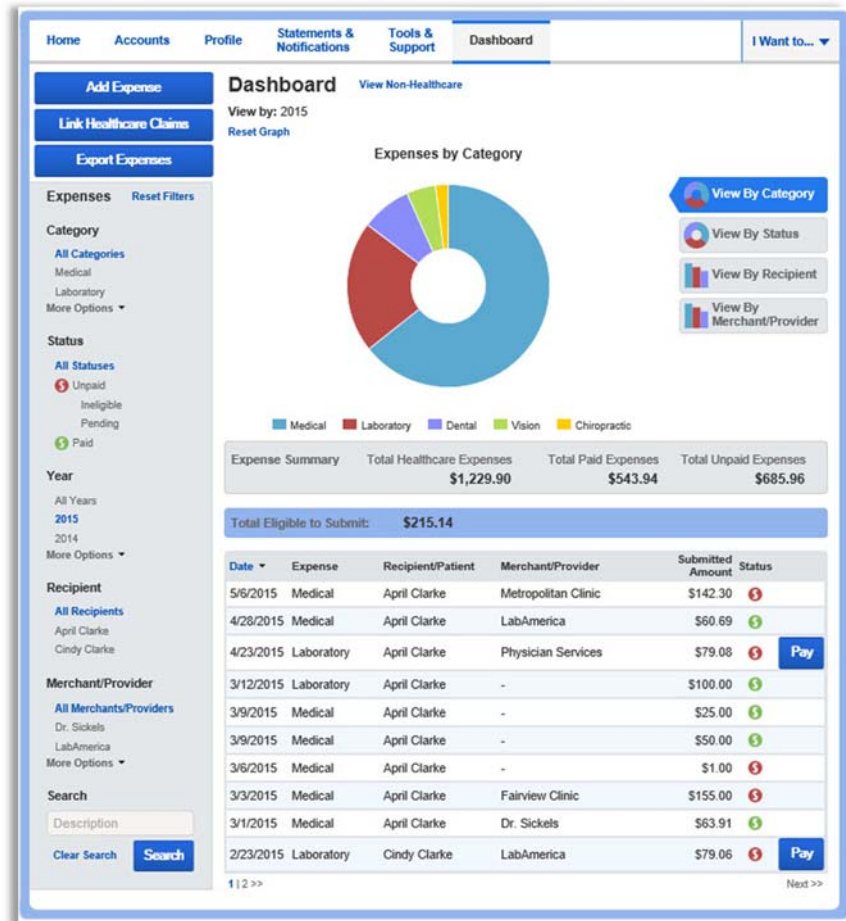 Home Accounts Profile Statements & Notifications Tools & Support Dashboard I Want to...
Add Expense
Link Healthcare Claims
Export Expenses
Expenses Reset Filters
Category
All Categories
Medical
Laboratory
More Options
Status
All Statuses
Unpaid
Ineligible
Pending
Paid
Year
All Years
2015
2014
More Options
Recipient
All Recipients
April Clarke
Cindy Clarke
Merchant/Provider
All Merchants/Providers
Dr. Sickels
LabAmerica
More Options
Search
Description
Clear Search Search
Dashboard View Non-Healthcare
View by: 2015
Reset Graph
Expenses by Category
View By Category
View By Status
View By Recipient
View By
Merchant/Provider
Medical Laboratory Dental Vision Chiropractic
Expense Summary Total Healthcare Expenses Total Paid Expenses Total Unpaid Expenses
$1,229.90 $543.94 $685.96
Total Eligible to Submit: $215.14
Date Expense Recipient/Patient Merchant/Provider Submitted Amount Status
5/6/2015 Medical April Clarke Metropolitan Clinic $142.30
4/28/2015 Medical April Clarke LabAmerica $60.69
4/23/2015 Laboratory April Clarke Physician Services $79.08 Pay
3/12/2015 Laboratory April Clarke - $100.00
3/9/2015 Medical April Clarke - $25.00
3/9/2015 Medical April Clarke - $50.00
3/6/2015 Medical April Clarke - $1.00
3/3/2015 Medical April Clarke Fairview Clinic $155.00
3/1/2015 Medical April Clarke Dr. Sickels $63.91
2/23/2015 Laboratory Cindy Clarke LabAmerica $79.06 Pay
1 | 2 >> Next >>